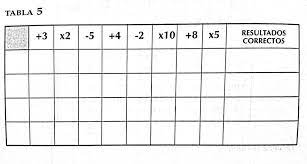 TABLA 5
+3 x2 -5 +4 -2 x10 +8 x5 RESULTADOS
CORRECTOS